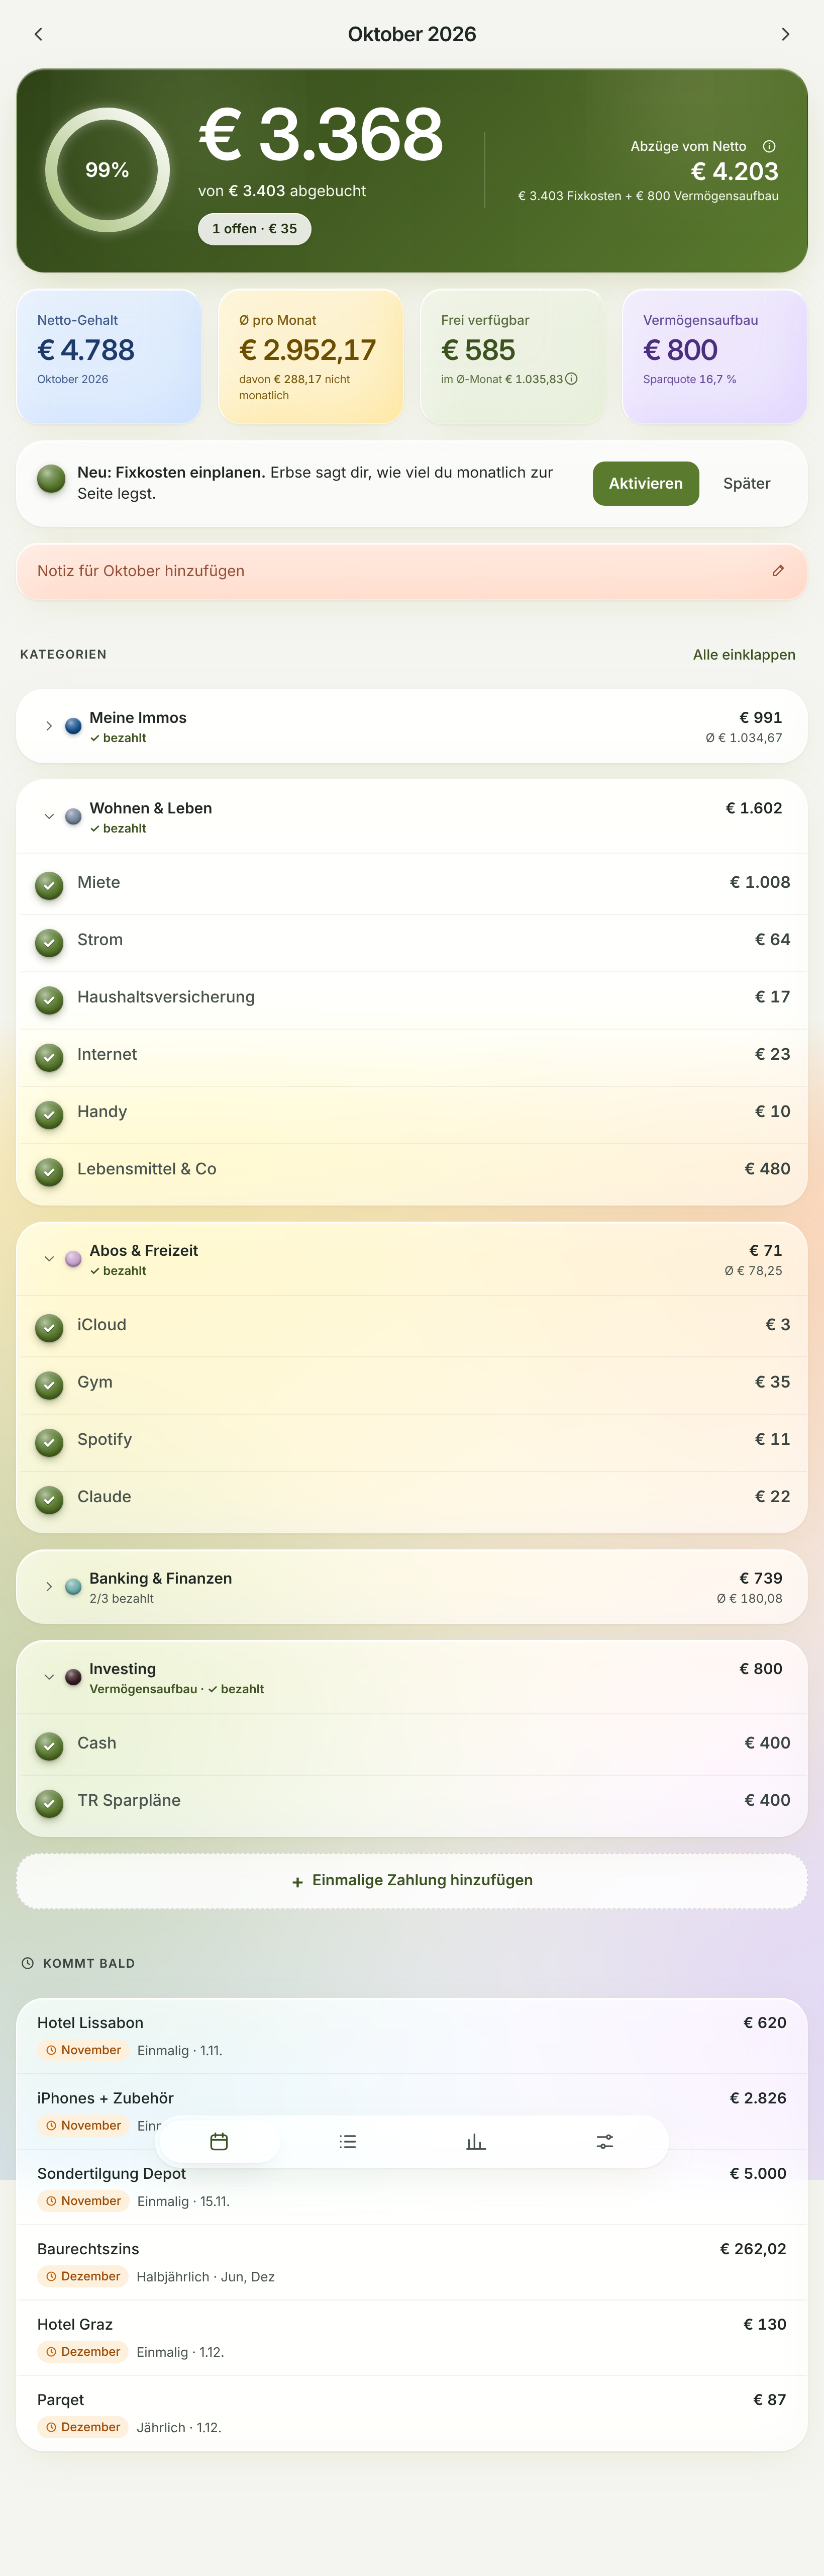 Oktober 2026
99%
€ 3.368
von € 3.403 abgebucht
1 offen · € 35
Abzüge vom Netto
€ 4.203
€ 3.403 Fixkosten + € 800 Vermögensaufbau
Netto-Gehalt
€ 4.788
Oktober 2026
Ø pro Monat
€ 2.952,17
davon € 288,17 nicht
monatlich
Frei verfügbar
€ 585
im Ø-Monat € 1.035,83
Vermögensaufbau
€ 800
Sparquote 16,7 %
Neu: Fixkosten einplanen. Erbse sagt dir, wie viel du monatlich zur
Seite legst.
Aktivieren
Später
Notiz für Oktober hinzufügen
KATEGORIEN
Alle einklappen
Meine Immos
€ 991
✓ bezahlt
Ø € 1.034,67
Wohnen & Leben
€ 1.602
✓ bezahlt
Miete
€ 1.008
Strom
€ 64
Haushaltsversicherung
€ 17
Internet
€ 23
Handy
€ 10
Lebensmittel & Co
€ 480
Abos & Freizeit
€ 71
✓ bezahlt
Ø € 78,25
iCloud
€ 3
Gym
€ 35
Spotify
€ 11
Claude
€ 22
Banking & Finanzen
€ 739
2/3 bezahlt
Ø € 180,08
Investing
€ 800
Vermögensaufbau · ✓ bezahlt
Cash
€ 400
TR Sparpläne
€ 400
+ Einmalige Zahlung hinzufügen
KOMMT BALD
Hotel Lissabon
€ 620
November
Einmalig · 1.11.
iPhones + Zubehör
€ 2.826
November
Sondertilgung Depot
€ 5.000
November
Einmalig · 15.11.
Baurechtszins
€ 262,02
Dezember
Halbjährlich · Jun, Dez
Hotel Graz
€ 130
Dezember
Einmalig · 1.12.
Parqet
€ 87
Dezember
Jährlich · 1.12.